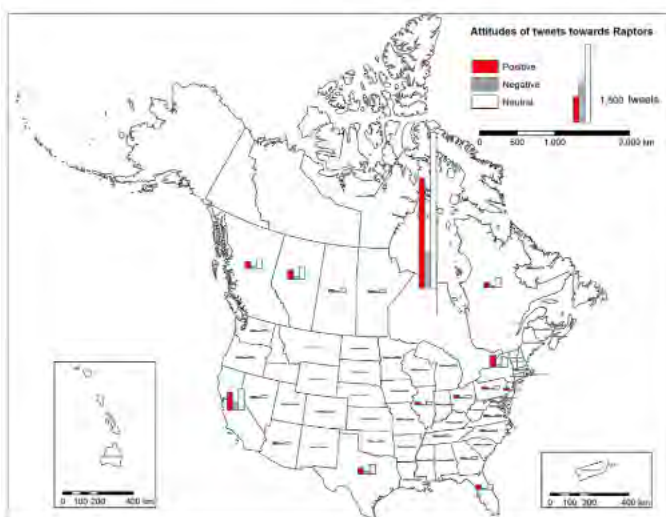 Attitudes of tweets towards Raptors
Positive
Negative
Neutral
1,500 tweets
0 500 1,000 2,000 km
0 100 200 400 km
0 100 200 400 km